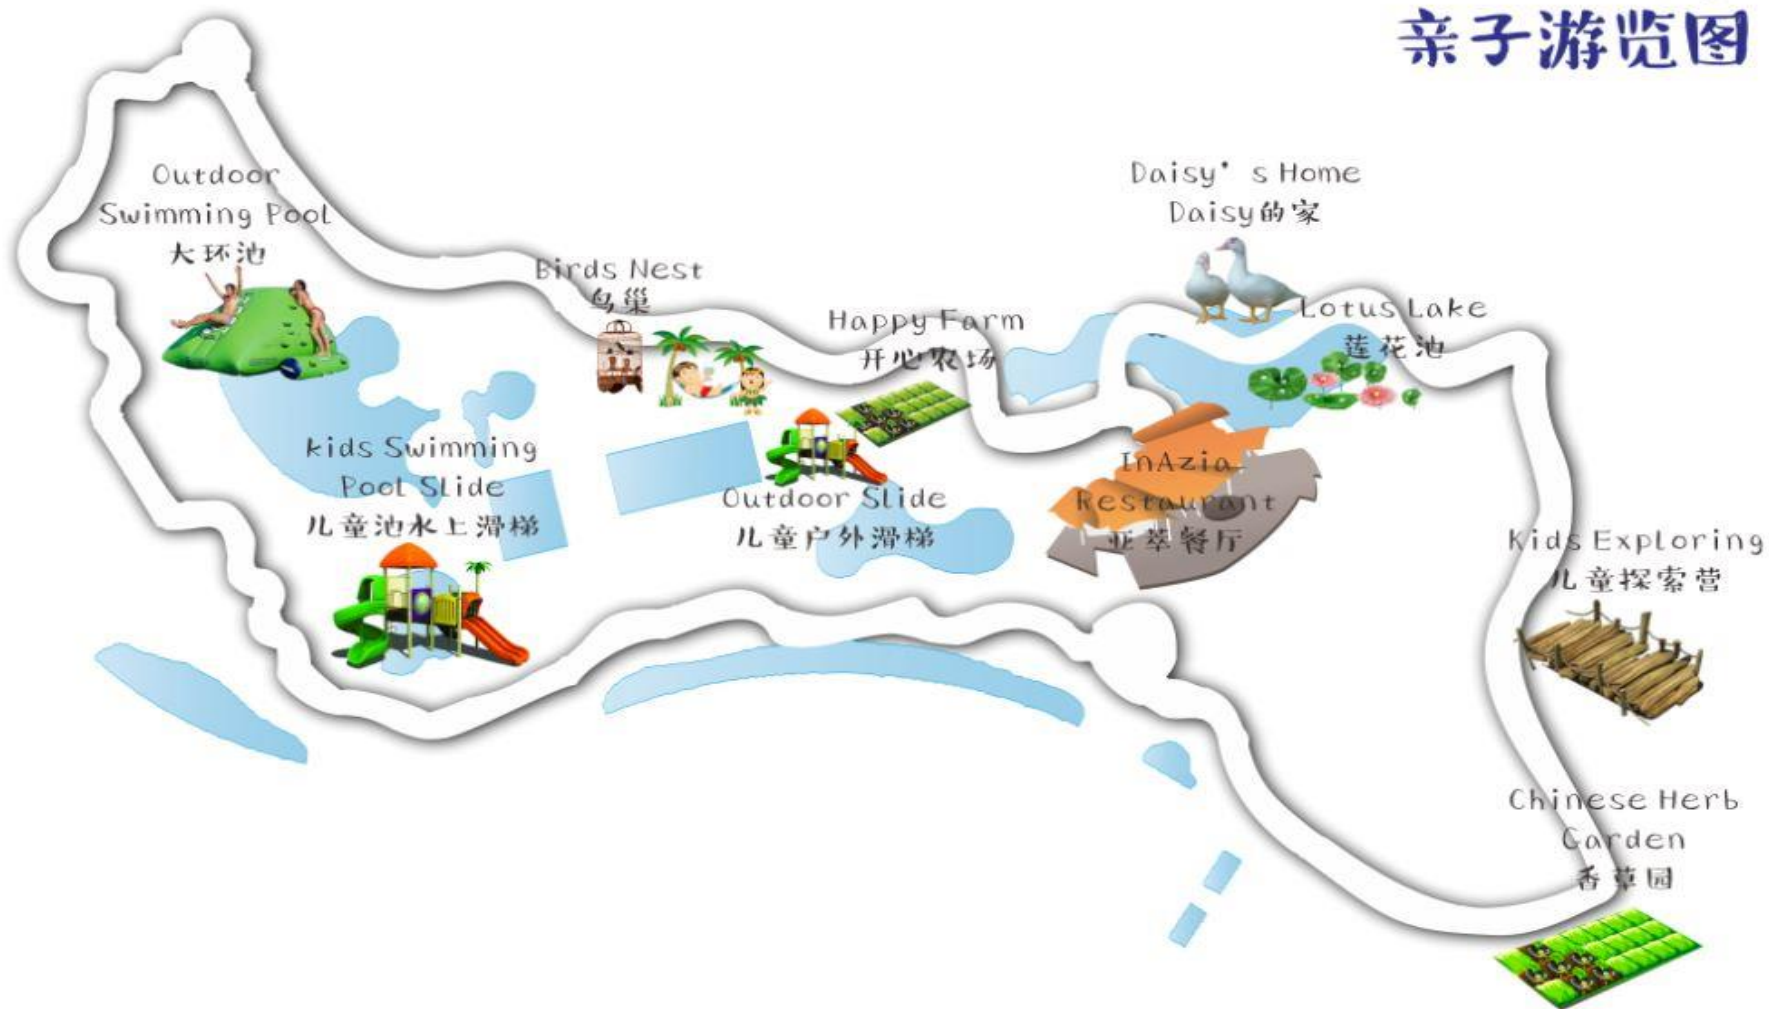 亲子游览图
Outdoor
Swimming Pool
大环池
Birds Nest
鸟巢
Happy Farm
开心农场
Daisy's Home
Daisy的家
Lotus Lake
莲花池
kids Swimming
Pool Slide
儿童池水上滑梯
Outdoor Slide
儿童户外滑梯
InAzia
Restaurant
亚萃餐厅
Kids Exploring
儿童探索营
Chinese Herb
Garden
香草园